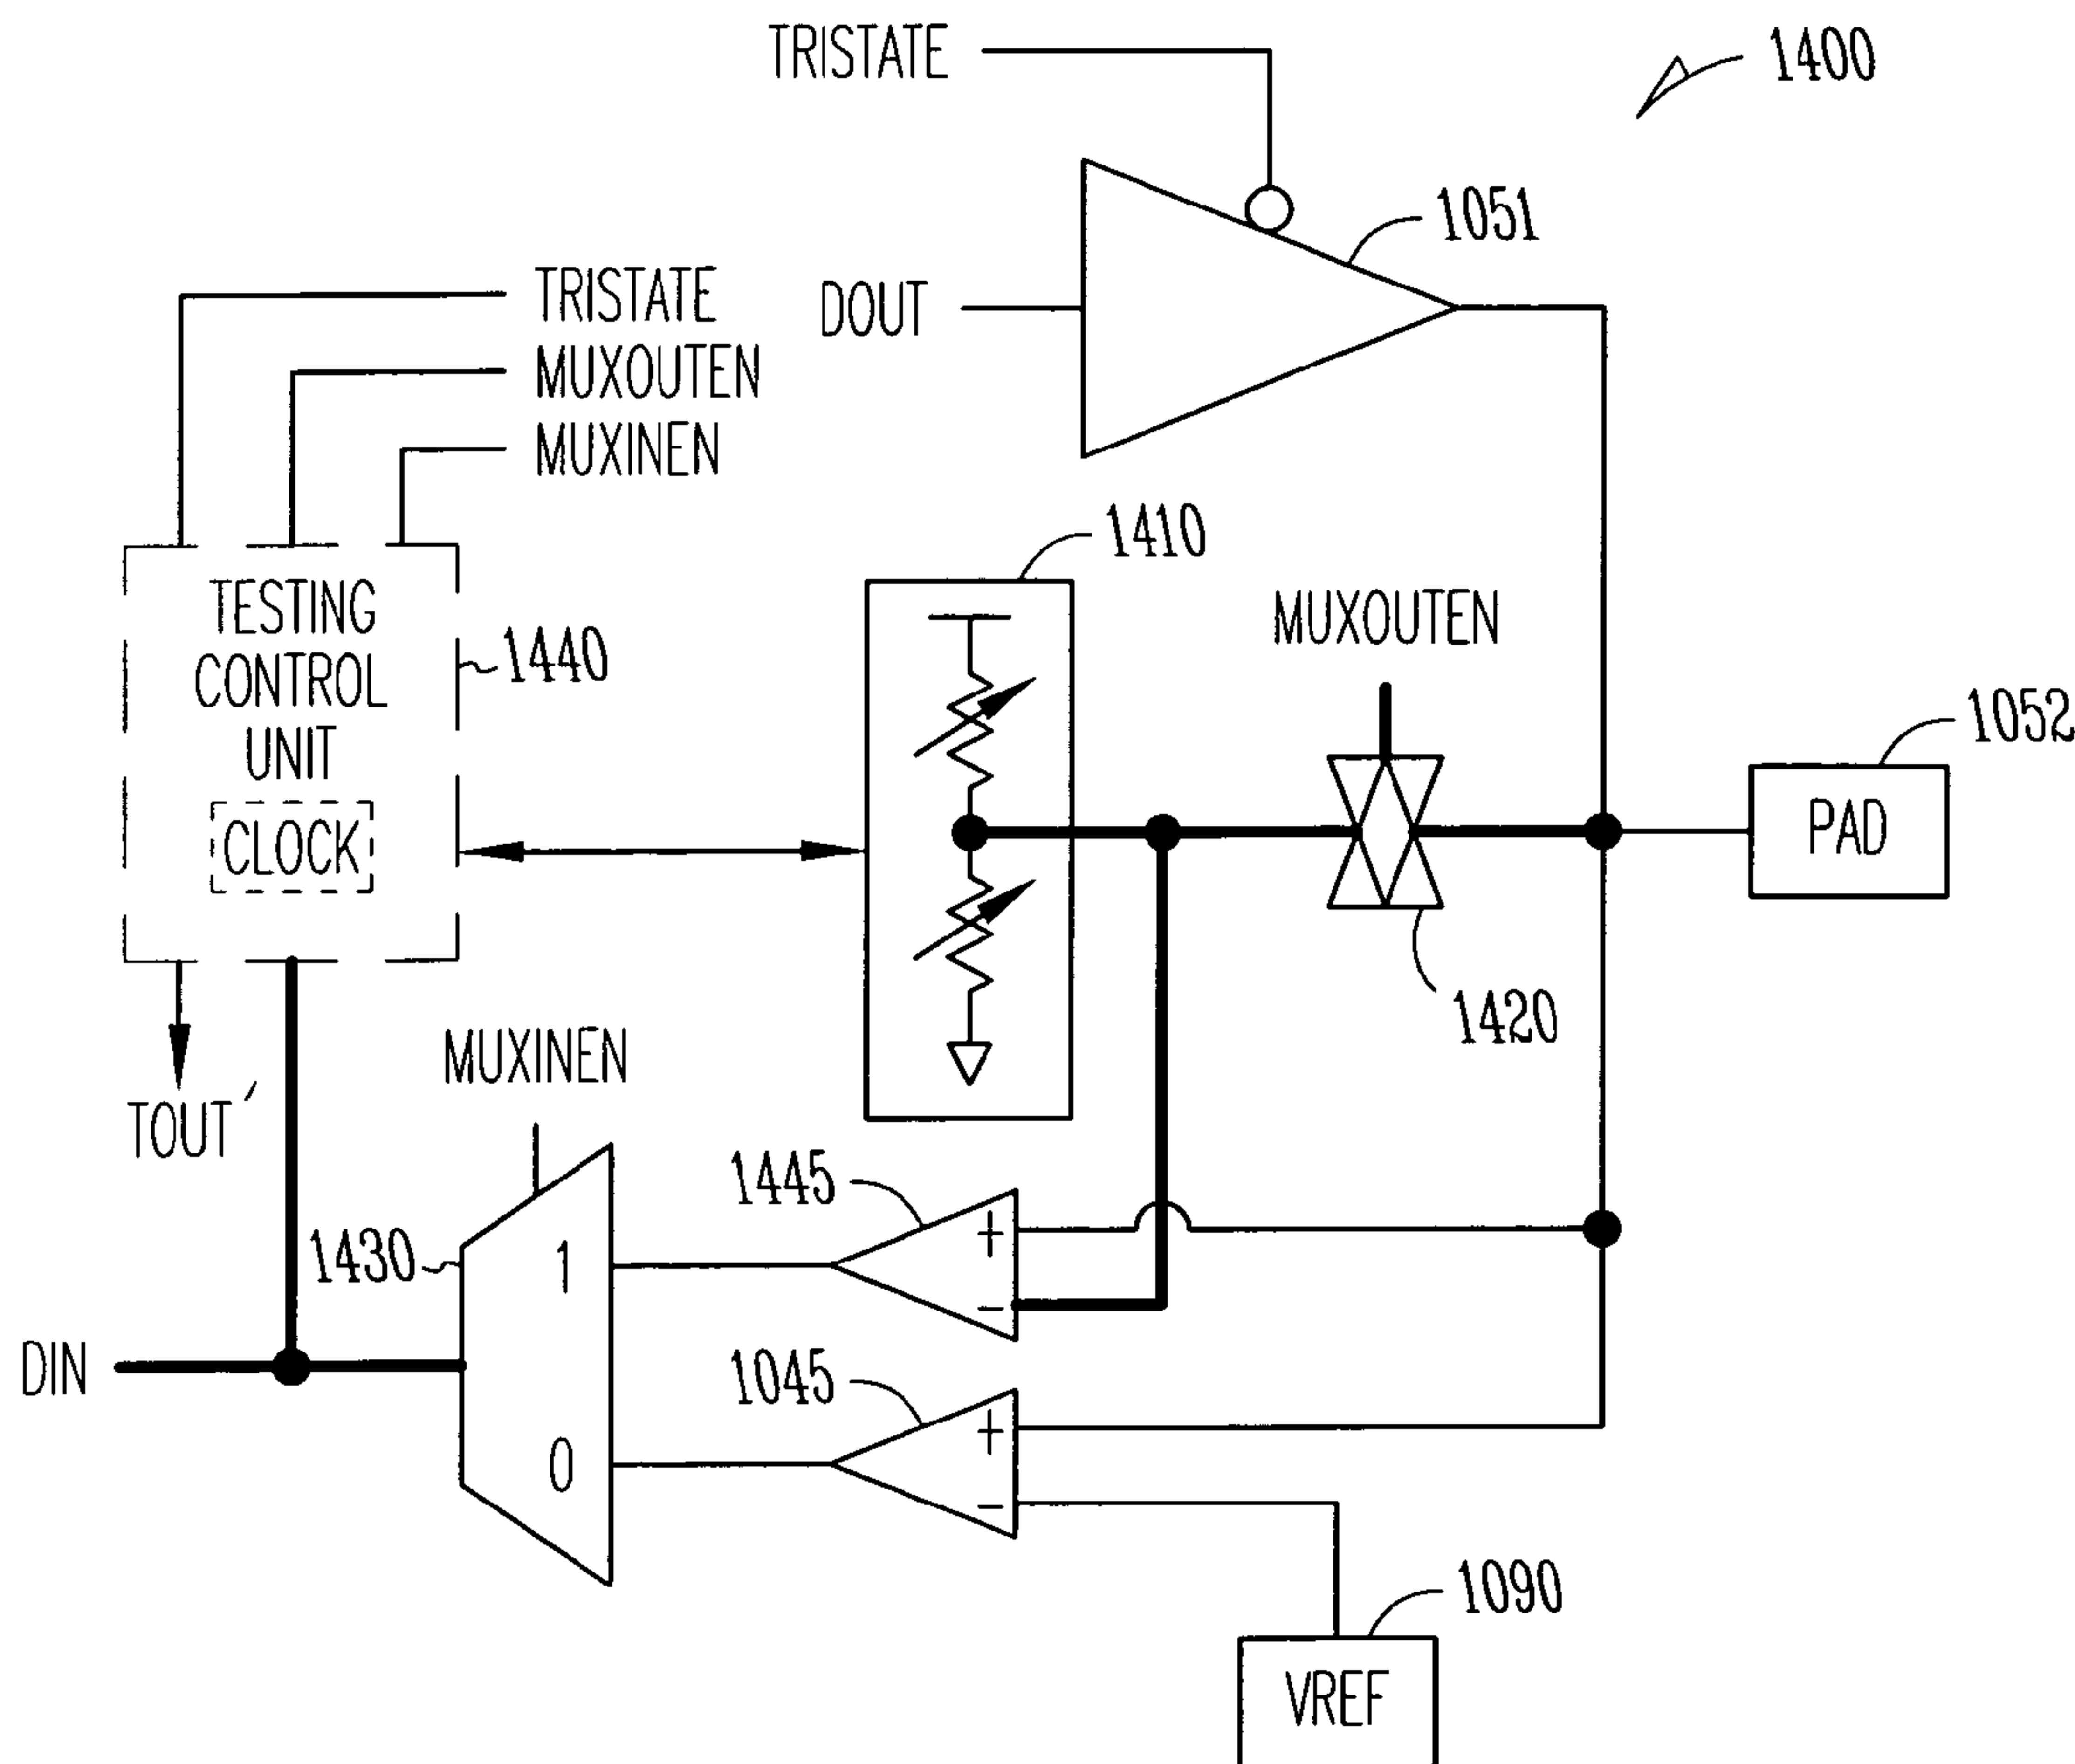 TRISTATE
1400
1051
DOUT
TRISTATE
MUXOUTEN
MUXINEN
1410
MUXOUTEN
TESTING
CONTROL
UNIT
CLOCK
1440
1052
PAD
1420
TOUT'
MUXINEN
1445
+
−
1430
1
0
DIN
1045
+
−
1090
VREF